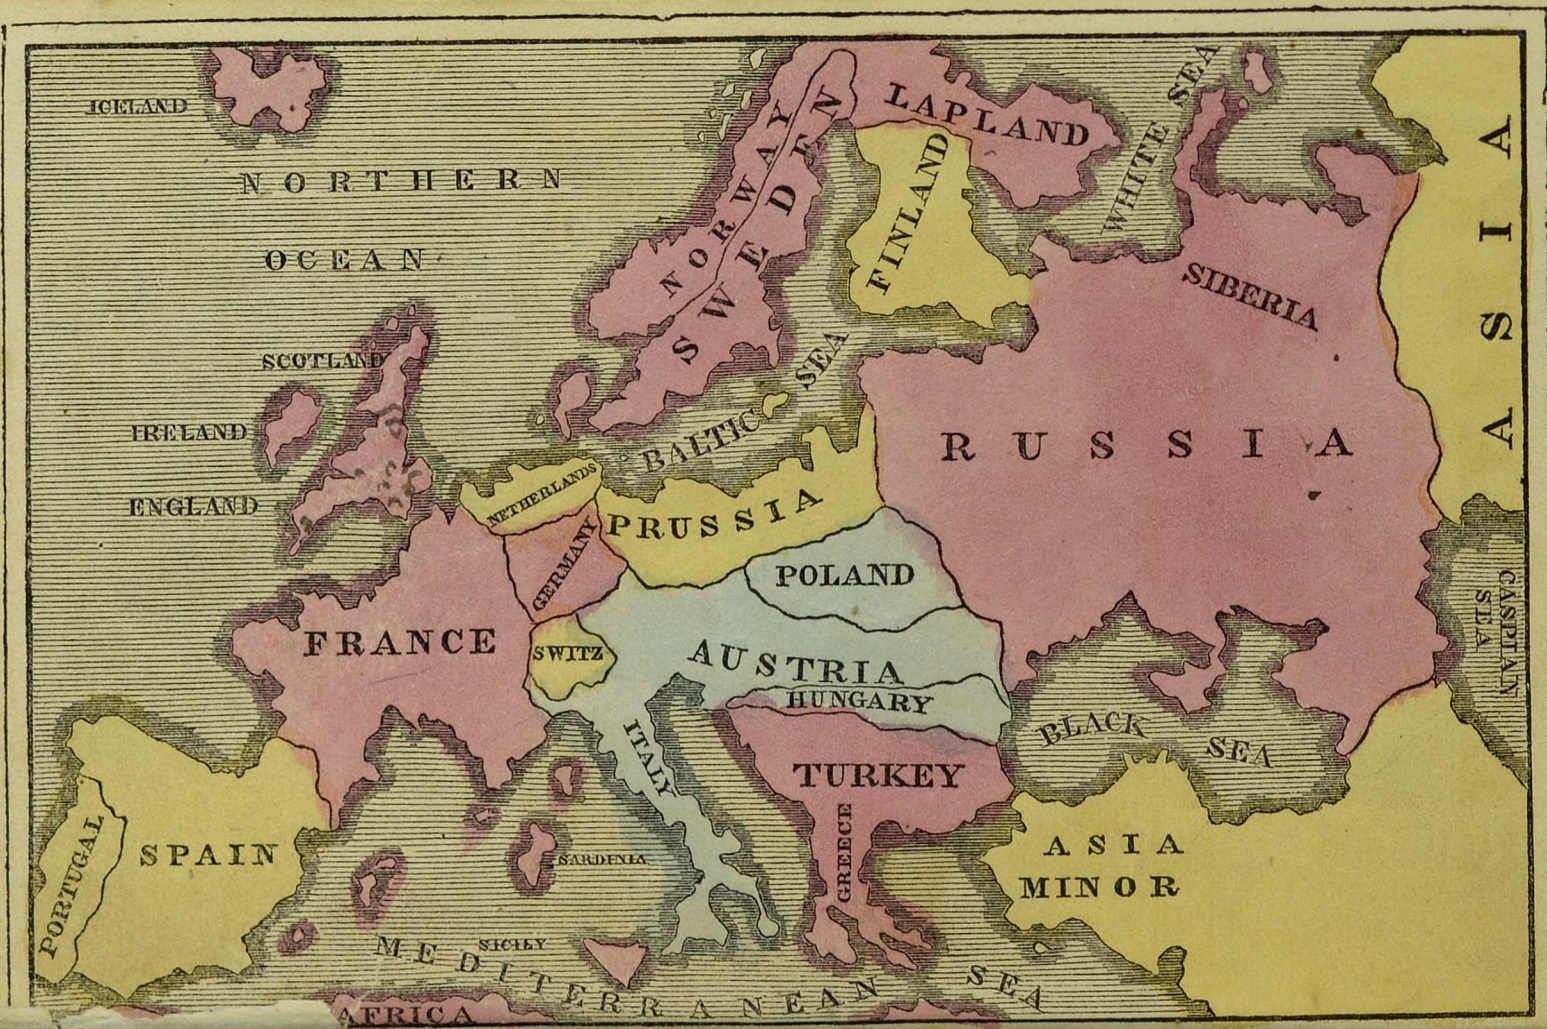 ICELAND
NORTHERN
OCEAN
NORWAY
SWEDEN
LAPLAND
FINLAND
WHITE SEA
SIBERIA
ASIA
SCOTLAND
IRELAND
ENGLAND
BALTIC SEA
RUSSIA
NETHERLANDS
PRUSSIA
GERMANY
POLAND
CASPIAN
SEA
FRANCE
SWITZ
AUSTRIA
HUNGARY
ITALY
BLACK SEA
TURKEY
GREECE
ASIA
MINOR
PORTUGAL
SPAIN
SARDINIA
SICILY
MEDITERRANEAN SEA
AFRICA